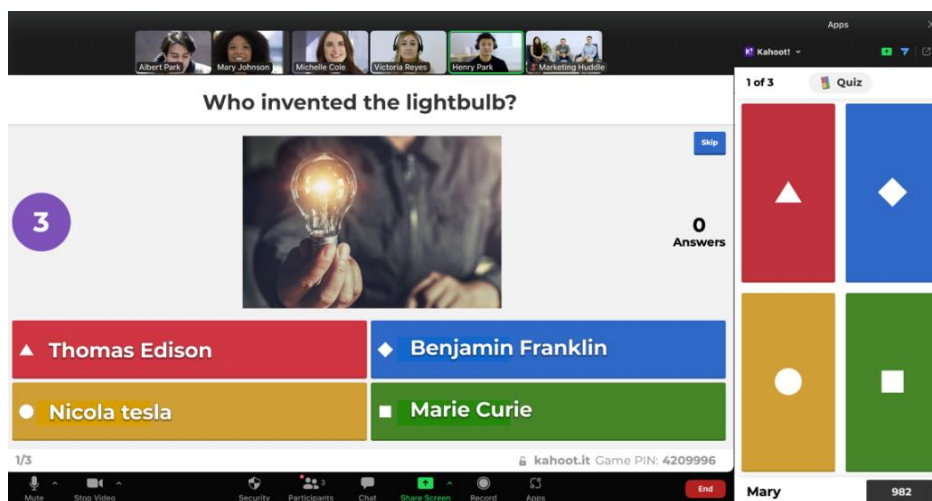 Apps
Albert Park
Mary Johnson
Michelle Cole
Victoria Reyes
Henry Park
Marketing Huddle
K! Kahoot!
1 of 3
Quiz
Who invented the lightbulb?
Skip
3
0
Answers
Thomas Edison
Benjamin Franklin
Nicola tesla
Marie Curie
1/3
kahoot.it Game PIN: 4209996
Mute
Stop Video
Security
Participants
3
Chat
Share Screen
Record
Apps
End
Mary
982